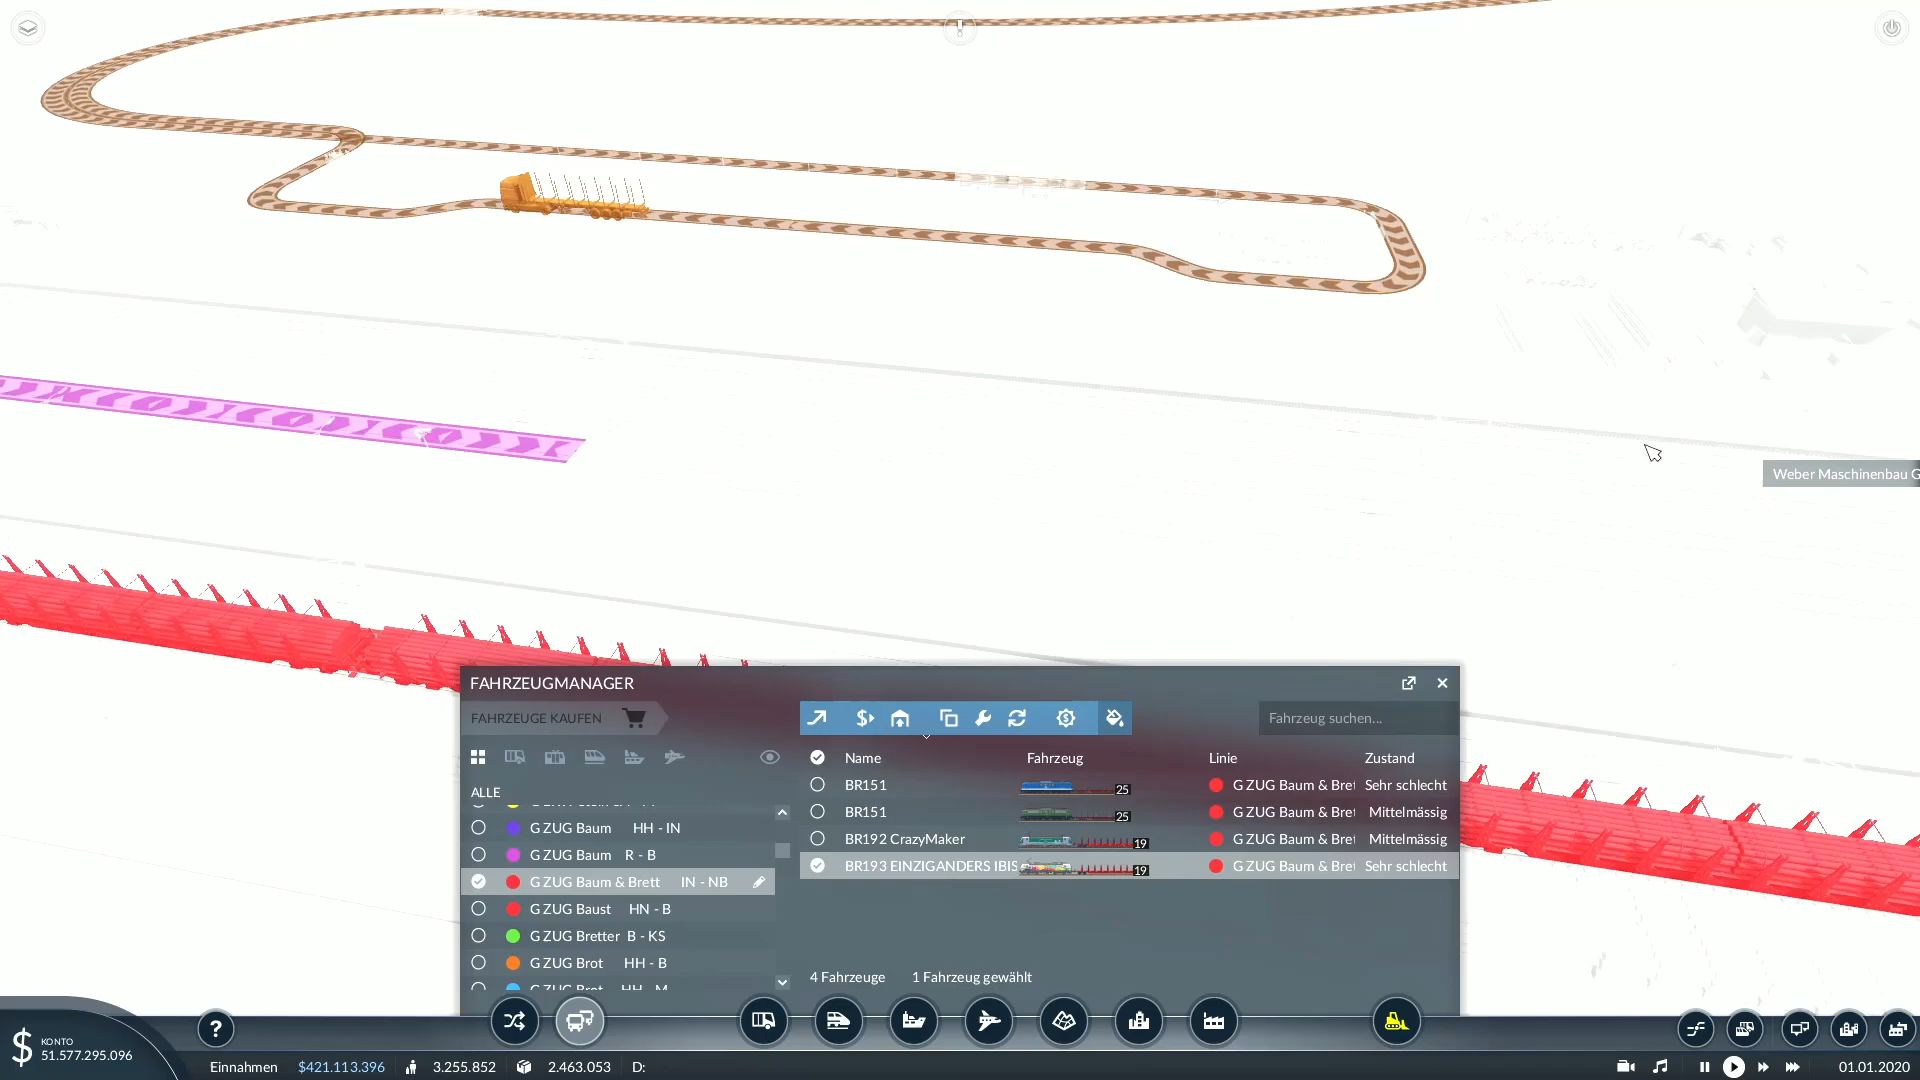 Weber Maschinenbau G
FAHRZEUGMANAGER
FAHRZEUGE KAUFEN
Fahrzeug suchen...
ALLE
G ZUG Baum HH - IN
G ZUG Baum R - B
G ZUG Baum & Brett IN - NB
G ZUG Baust HN - B
G ZUG Bretter B - KS
G ZUG Brot HH - B
G ZUG Brot HH - M
Name Fahrzeug Linie Zustand
BR151 25 G ZUG Baum & Bret Sehr schlecht
BR151 25 G ZUG Baum & Bret Mittelmässig
BR192 CrazyMaker 19 G ZUG Baum & Bret Mittelmässig
BR193 EINZIGANDERS IBIS 19 G ZUG Baum & Bret Sehr schlecht
4 Fahrzeuge 1 Fahrzeug gewählt
?
$ KONTO
51.577.295.096
Einnahmen $421.113.396 3.255.852 2.463.053 D: 01.01.2020